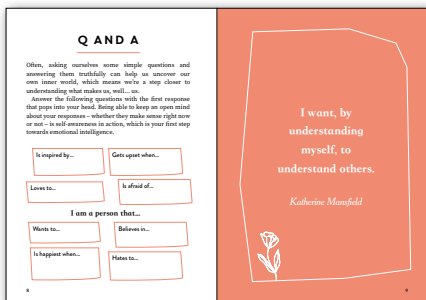 Q AND A
Often, asking ourselves some simple questions and
answering them truthfully can help us uncover our
own inner world, which means we're a step closer to
understanding what makes us, well... us.
Answer the following questions with the first response
that pops into your head. Being able to keep an open mind
about your responses – whether they make sense right now
or not – is self-awareness in action, which is your first step
towards emotional intelligence.
Is inspired by...
Gets upset when...
Loves to...
Is afraid of...
I am a person that...
Wants to...
Believes in...
Is happiest when...
Hates to...
8
I want, by
understanding
myself, to
understand others.
Katherine Mansfield
9